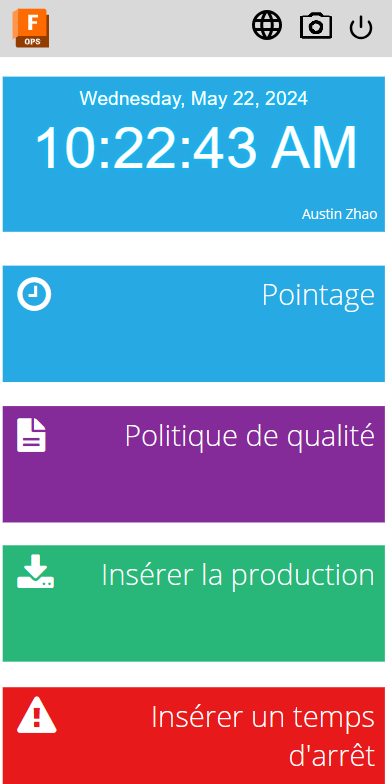 F
OPS
Wednesday, May 22, 2024
10:22:43 AM
Austin Zhao
Pointage
Politique de qualité
Insérer la production
Insérer un temps
d'arrêt